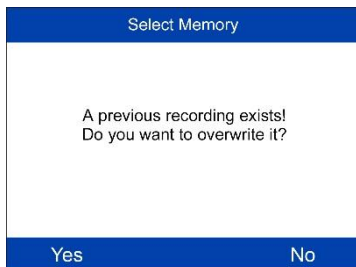 Select Memory
A previous recording exists!
Do you want to overwrite it?
Yes No